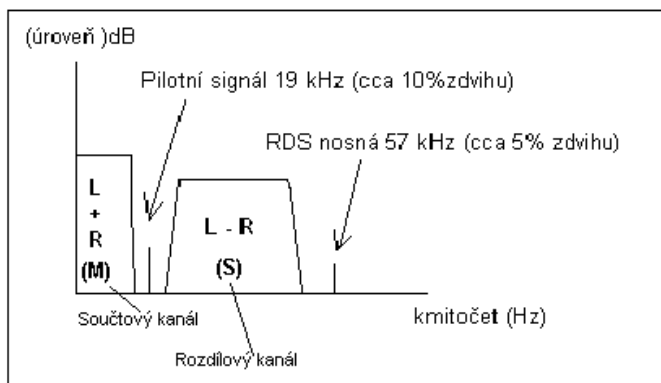 (úroveň )dB
Pilotní signál 19 kHz (cca 10%zdvihu)
RDS nosná 57 kHz (cca 5% zdvihu)
L
+
R
(M)
L - R
(S)
Součtový kanál
kmitočet (Hz)
Rozdílový kanál